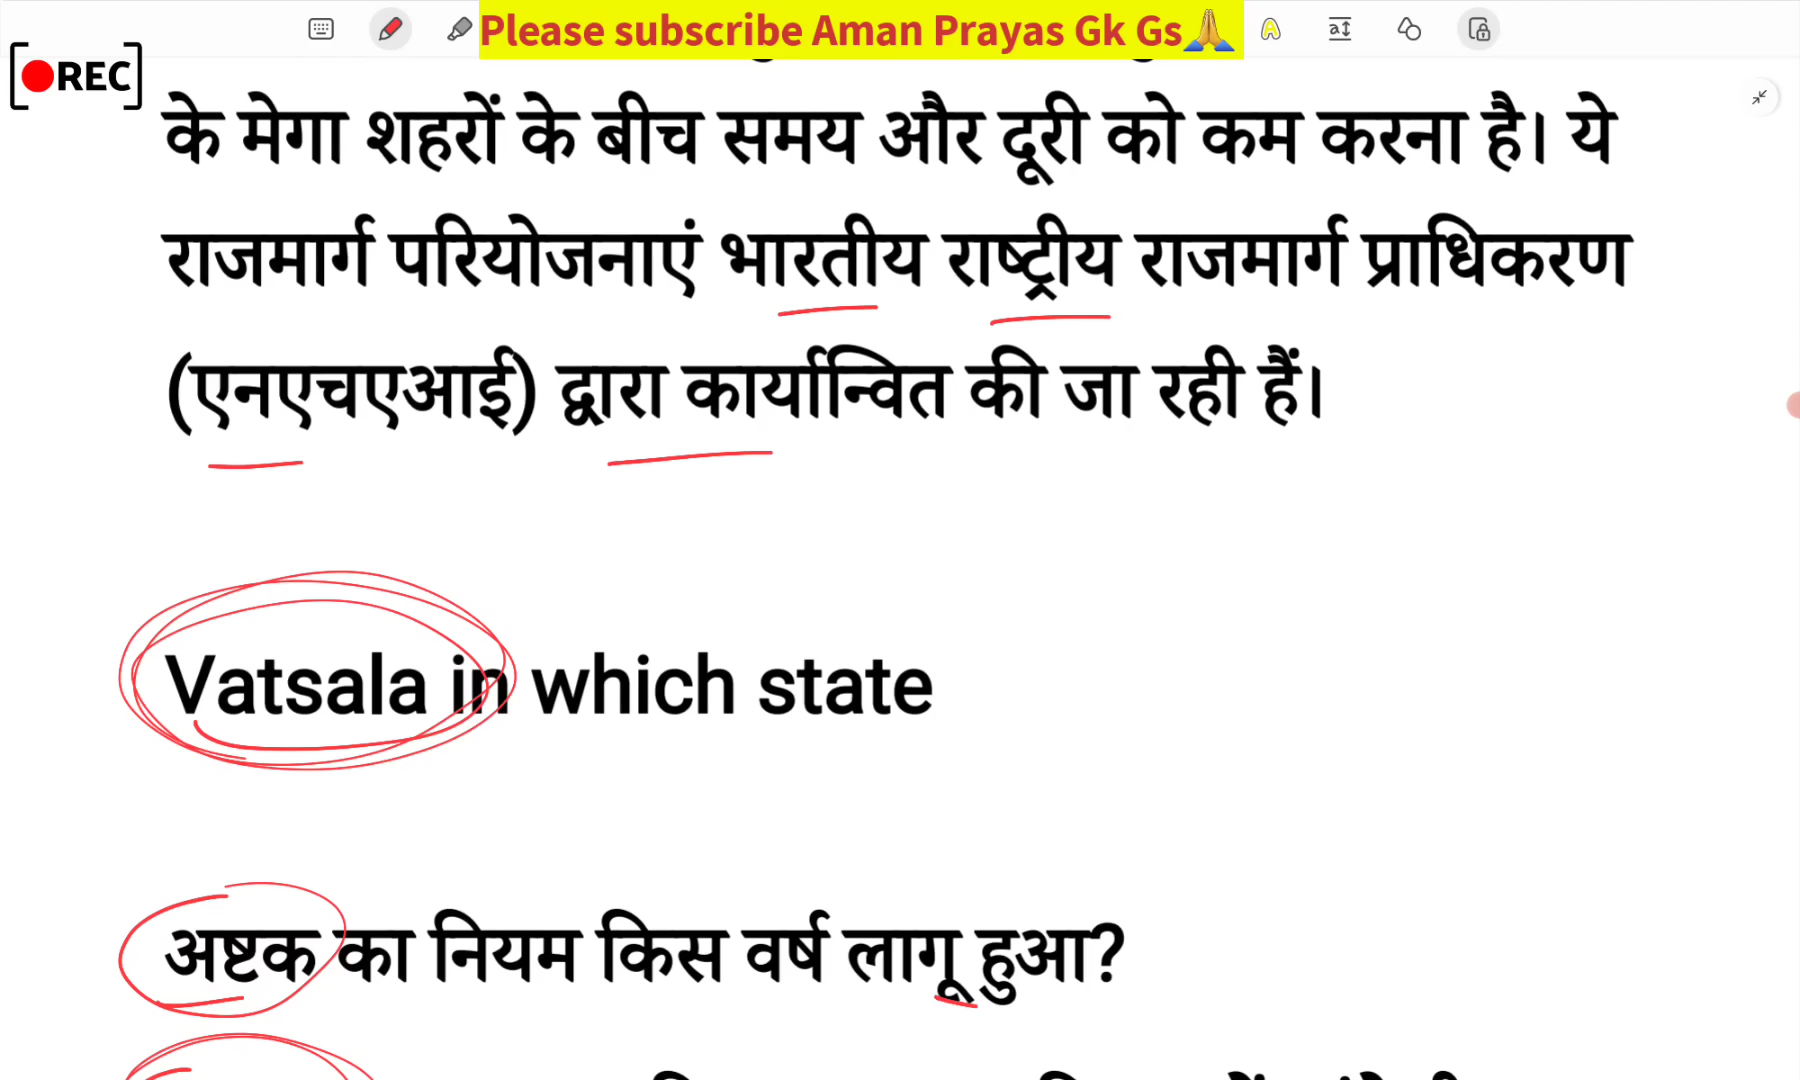 Please subscribe Aman Prayas Gk Gs🙏
REC
के मेगा शहरों के बीच समय और दूरी को कम करना है। ये
राजमार्ग परियोजनाएं भारतीय राष्ट्रीय राजमार्ग प्राधिकरण
(एनएचएआई) द्वारा कार्यान्वित की जा रही हैं।
Vatsala in which state
अष्टक का नियम किस वर्ष लागू हुआ?